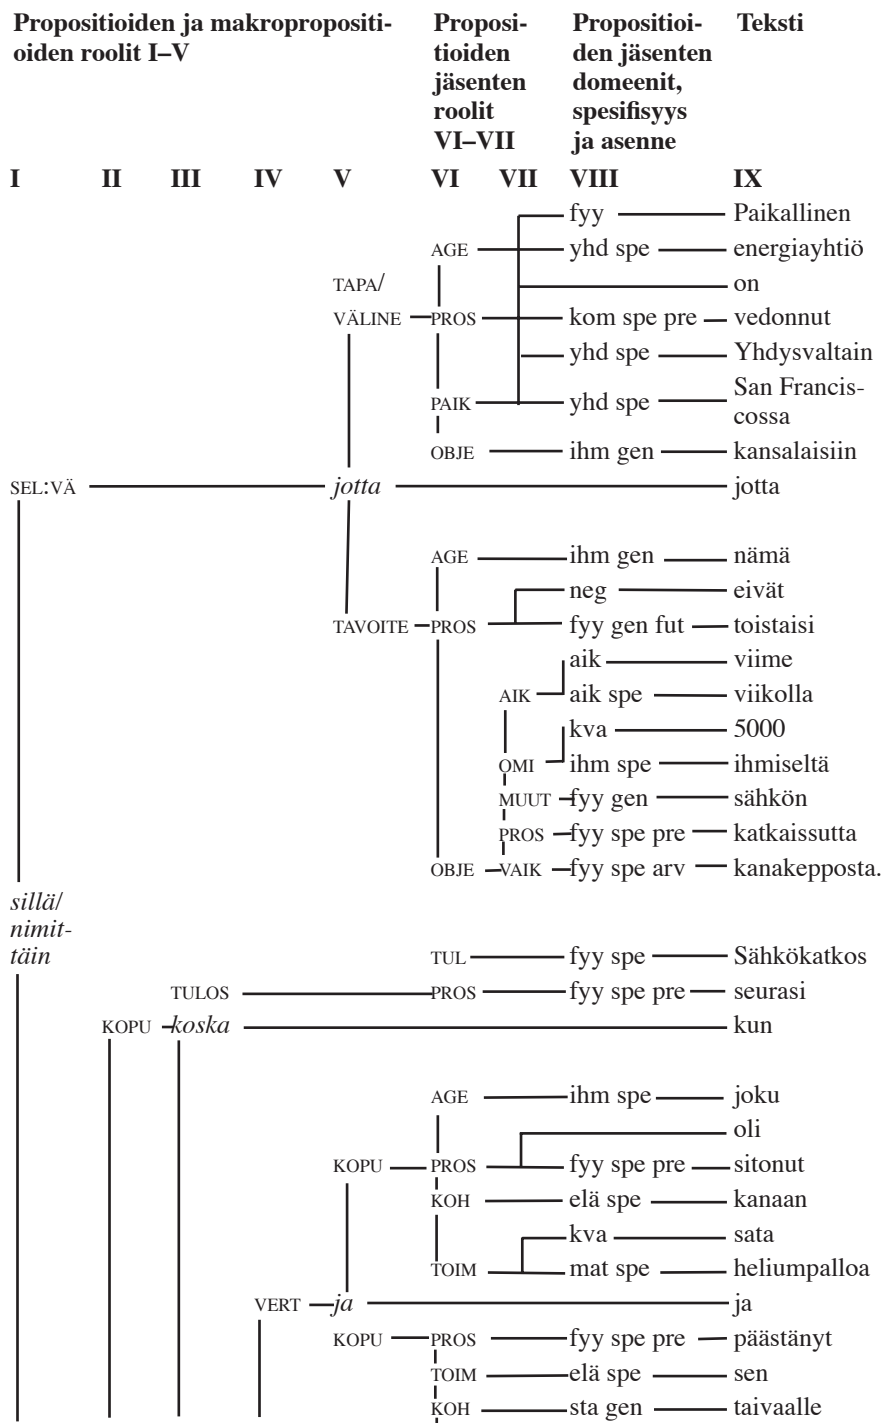 Propositioiden ja makropropositi-
oiden roolit I–V
Proposi-
tioiden
jäsenten
roolit
VI–VII
Propositioi-
den jäsenten
domeenit,
spesifisyys
ja asenne
Teksti
I II III IV V VI VII VIII IX
fyy Paikallinen
AGE yhd spe energiayhtiö
TAPA/ on
VÄLINE PROS kom spe pre vedonnut
yhd spe Yhdysvaltain
PAIK yhd spe San Francis-
cossa
OBJE ihm gen kansalaisiin
SEL:VÄ jotta jotta
AGE ihm gen nämä
neg eivät
TAVOITE PROS fyy gen fut toistaisi
aik viime
AIK aik spe viikolla
kva 5000
OMI ihm spe ihmiseltä
MUUT fyy gen sähkön
PROS fyy spe pre katkaissutta
OBJE VAIK fyy spe arv kanakepposta.
sillä/
nimit-
täin
TUL fyy spe Sähkökatkos
TULOS PROS fyy spe pre seurasi
KOPU koska kun
AGE ihm spe joku
oli
KOPU PROS fyy spe pre sitonut
KOH elä spe kanaan
kva sata
TOIM mat spe heliumpalloa
VERT ja ja
KOPU PROS fyy spe pre päästänyt
TOIM elä spe sen
KOH sta gen taivaalle